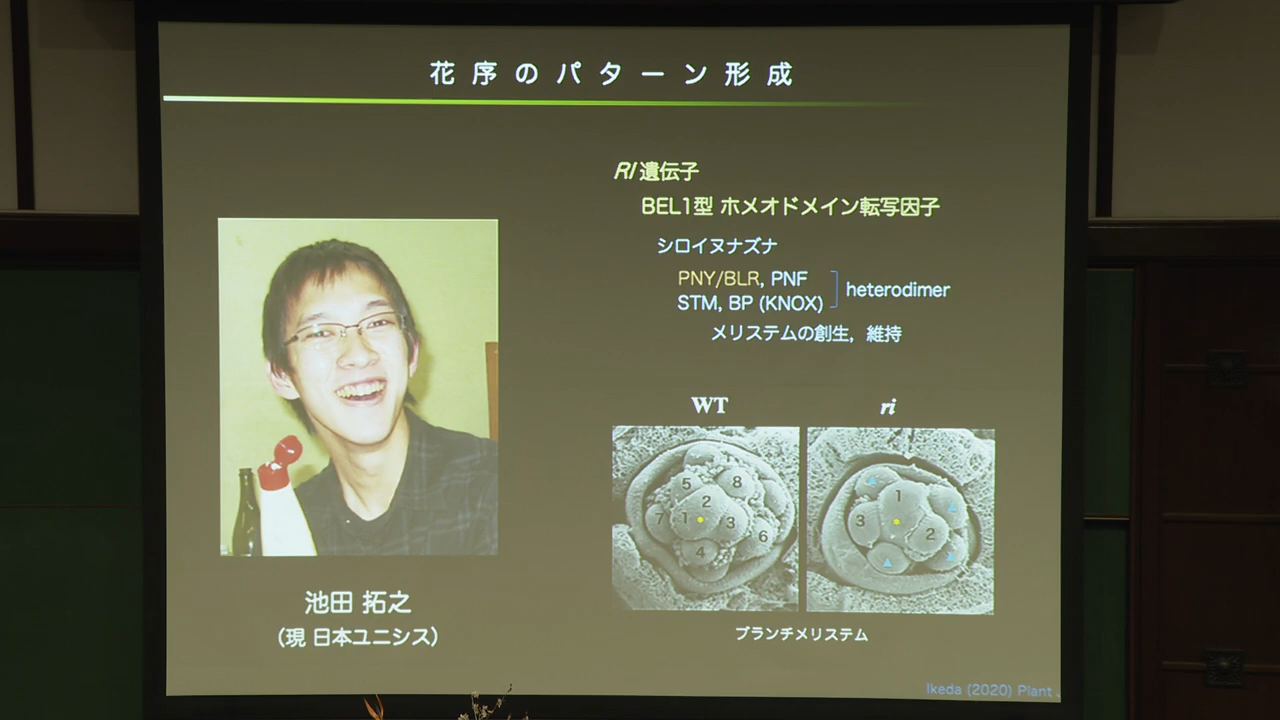 花序のパターン形成
RI 遺伝子
BEL1型 ホメオドメイン転写因子
シロイヌナズナ
PNY/BLR, PNF
STM, BP (KNOX)
heterodimer
メリステムの創生, 維持
WT
ri
5 8
2
7 1 3
6
4
1
3 2
ブランチメリステム
池田 拓之
(現 日本ユニシス)
Ikeda (2020) Plant